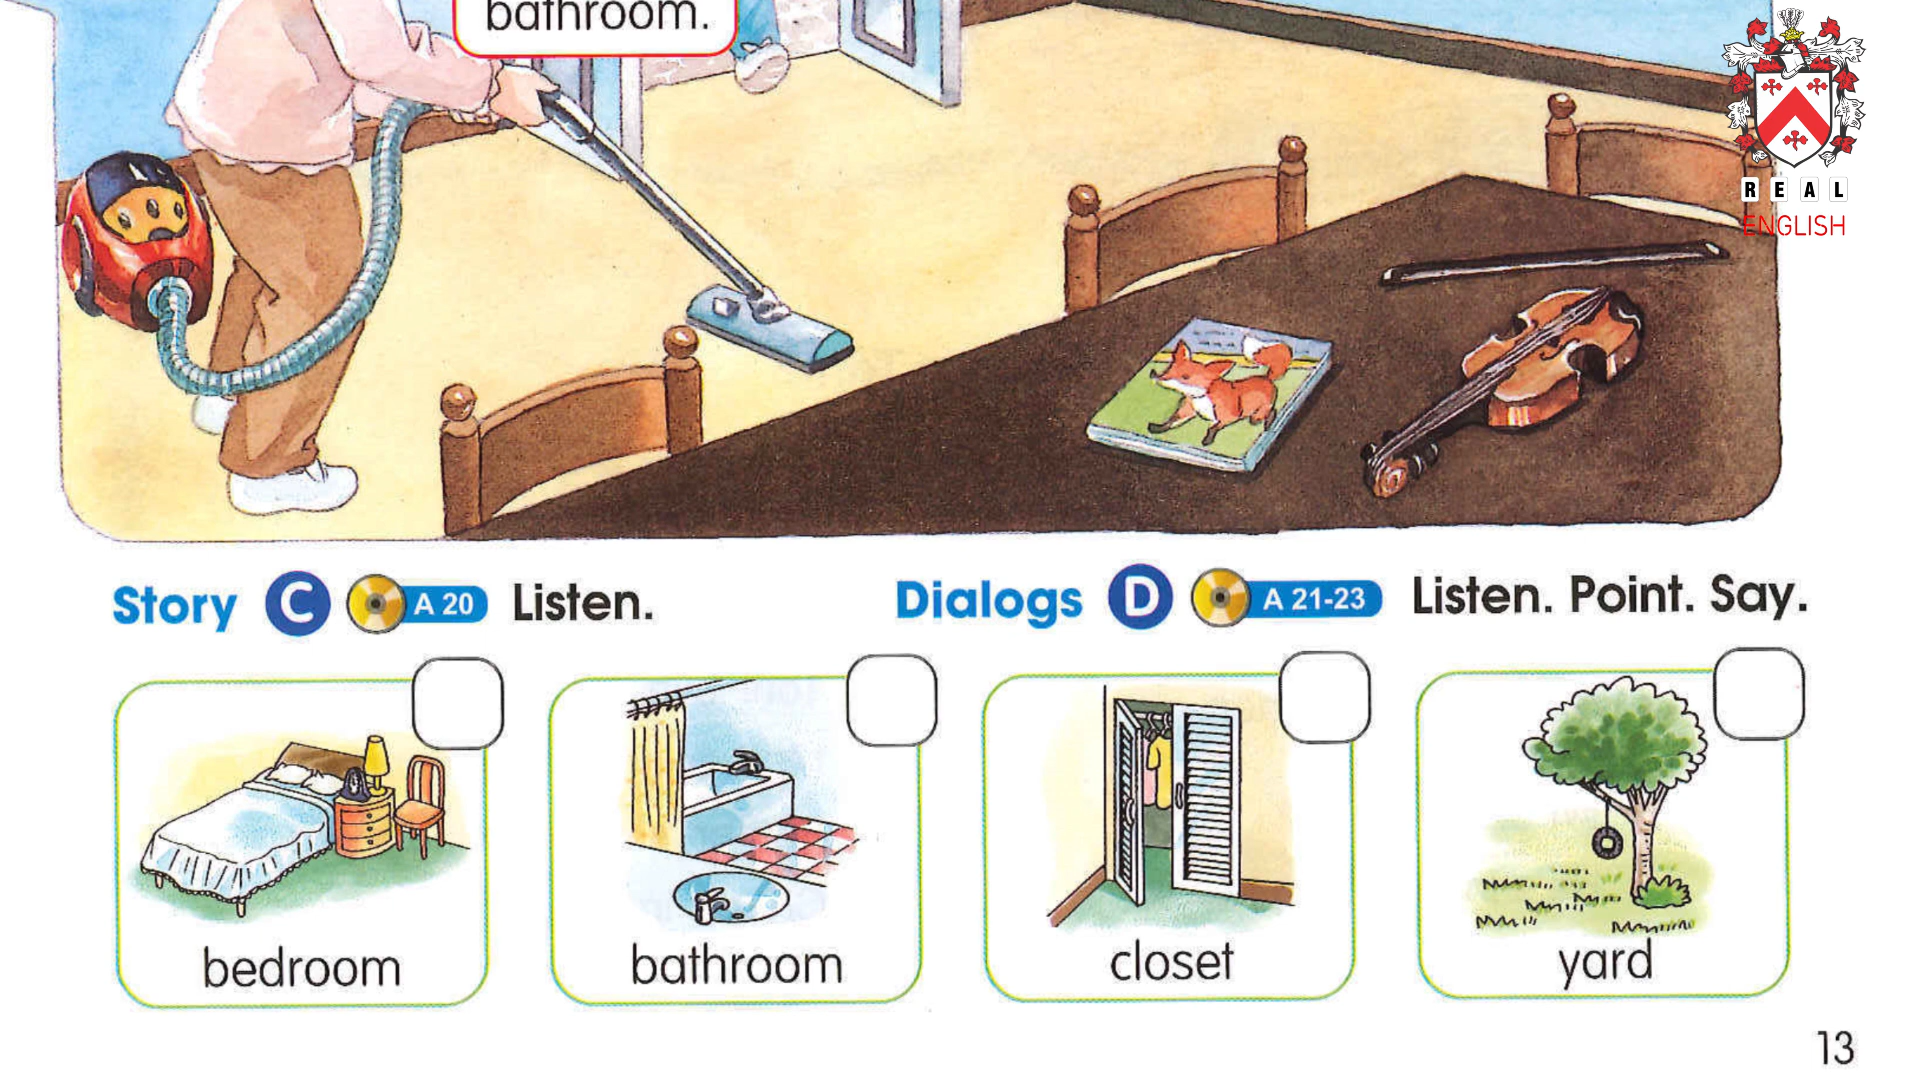 bathroom.
REAL
ENGLISH
Story C A 20 Listen.
Dialogs D A 21-23 Listen. Point. Say.
bedroom
bathroom
closet
yard
13